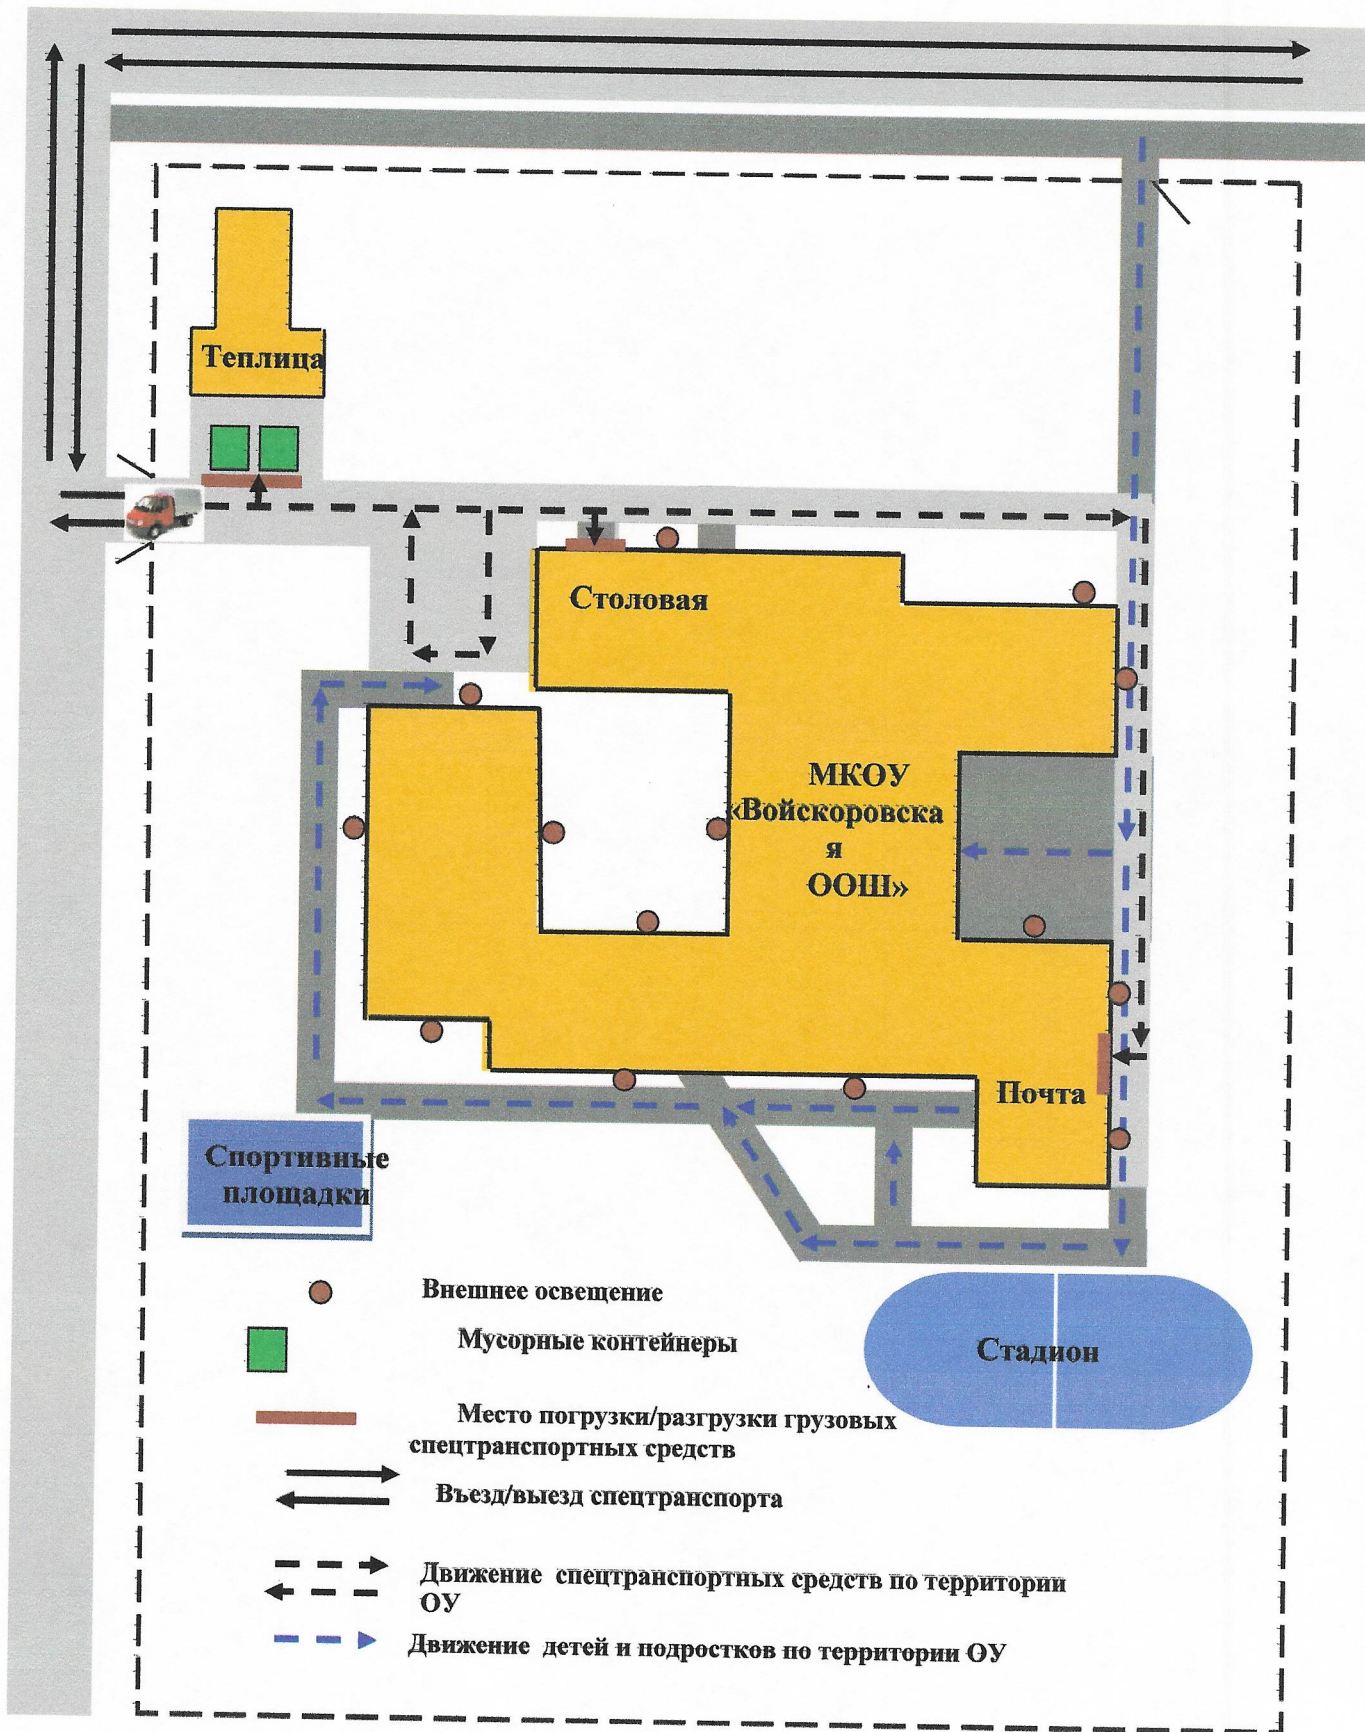 Теплица
Столовая
МКОУ
«Войскоровска
я
ООШ»
Почта
Спортивные
площадки
Внешнее освещение
Мусорные контейнеры
Стадион
Место погрузки/разгрузки грузовых
спецтранспортных средств
Въезд/выезд спецтранспорта
Движение спецтранспортных средств по территории
ОУ
Движение детей и подростков по территории ОУ